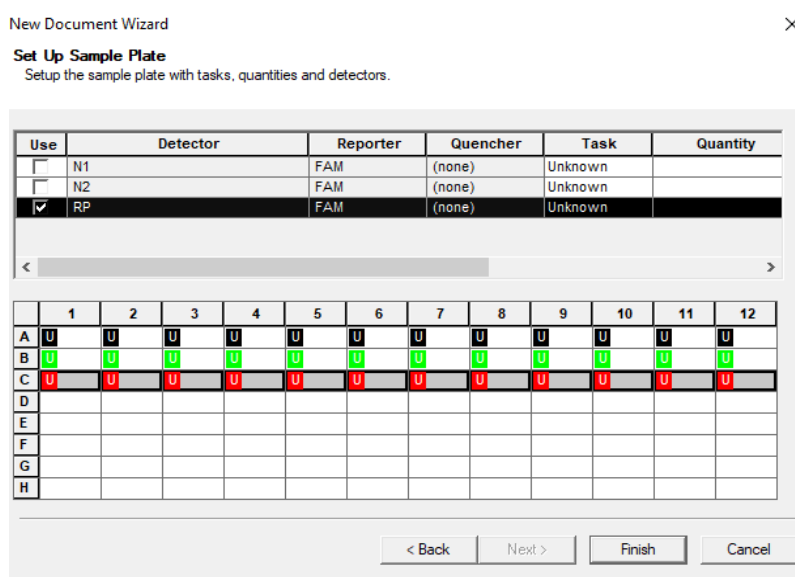 New Document Wizard
Set Up Sample Plate
Setup the sample plate with tasks, quantities and detectors.
Use Detector Reporter Quencher Task Quantity
N1 FAM (none) Unknown
N2 FAM (none) Unknown
RP FAM (none) Unknown
1 2 3 4 5 6 7 8 9 10 11 12
A U U U U U U U U U U U U
B U U U U U U U U U U U U
C U U U U U U U U U U U U
D
E
F
G
H
< Back Next > Finish Cancel